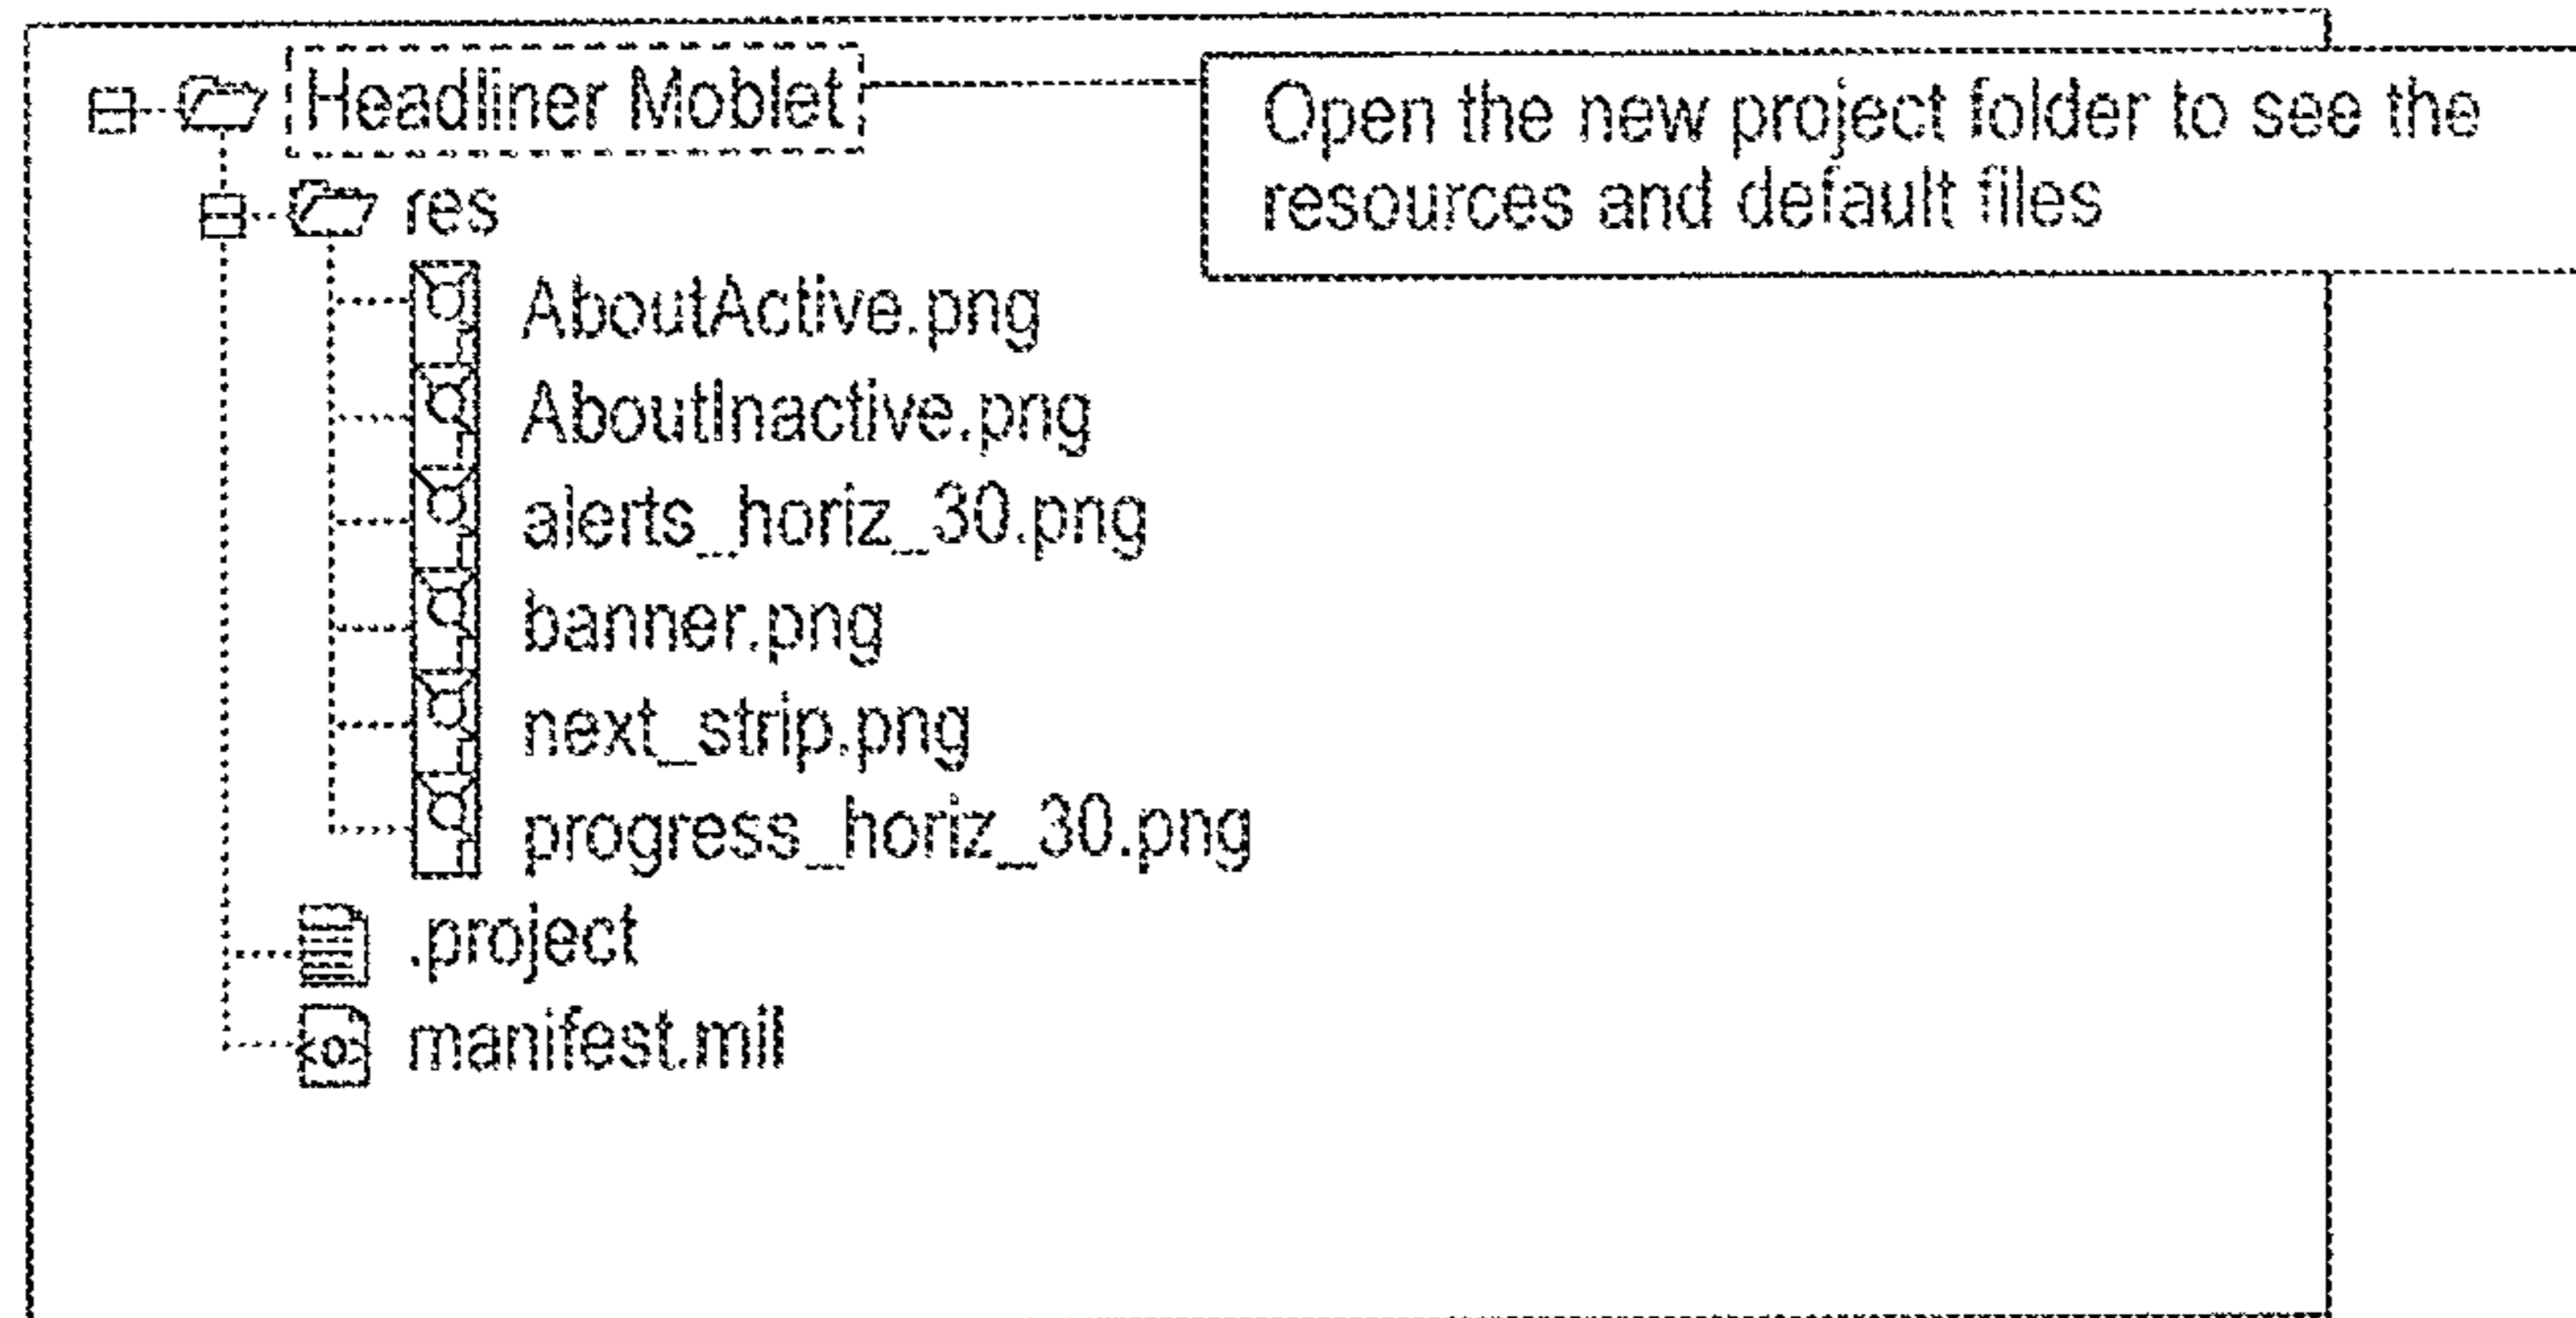 Headliner Moblet
Open the new project folder to see the
resources and default files
res
AboutActive.png
AboutInactive.png
alerts_horiz_30.png
banner.png
next_strip.png
progress_horiz_30.png
.project
manifest.mil